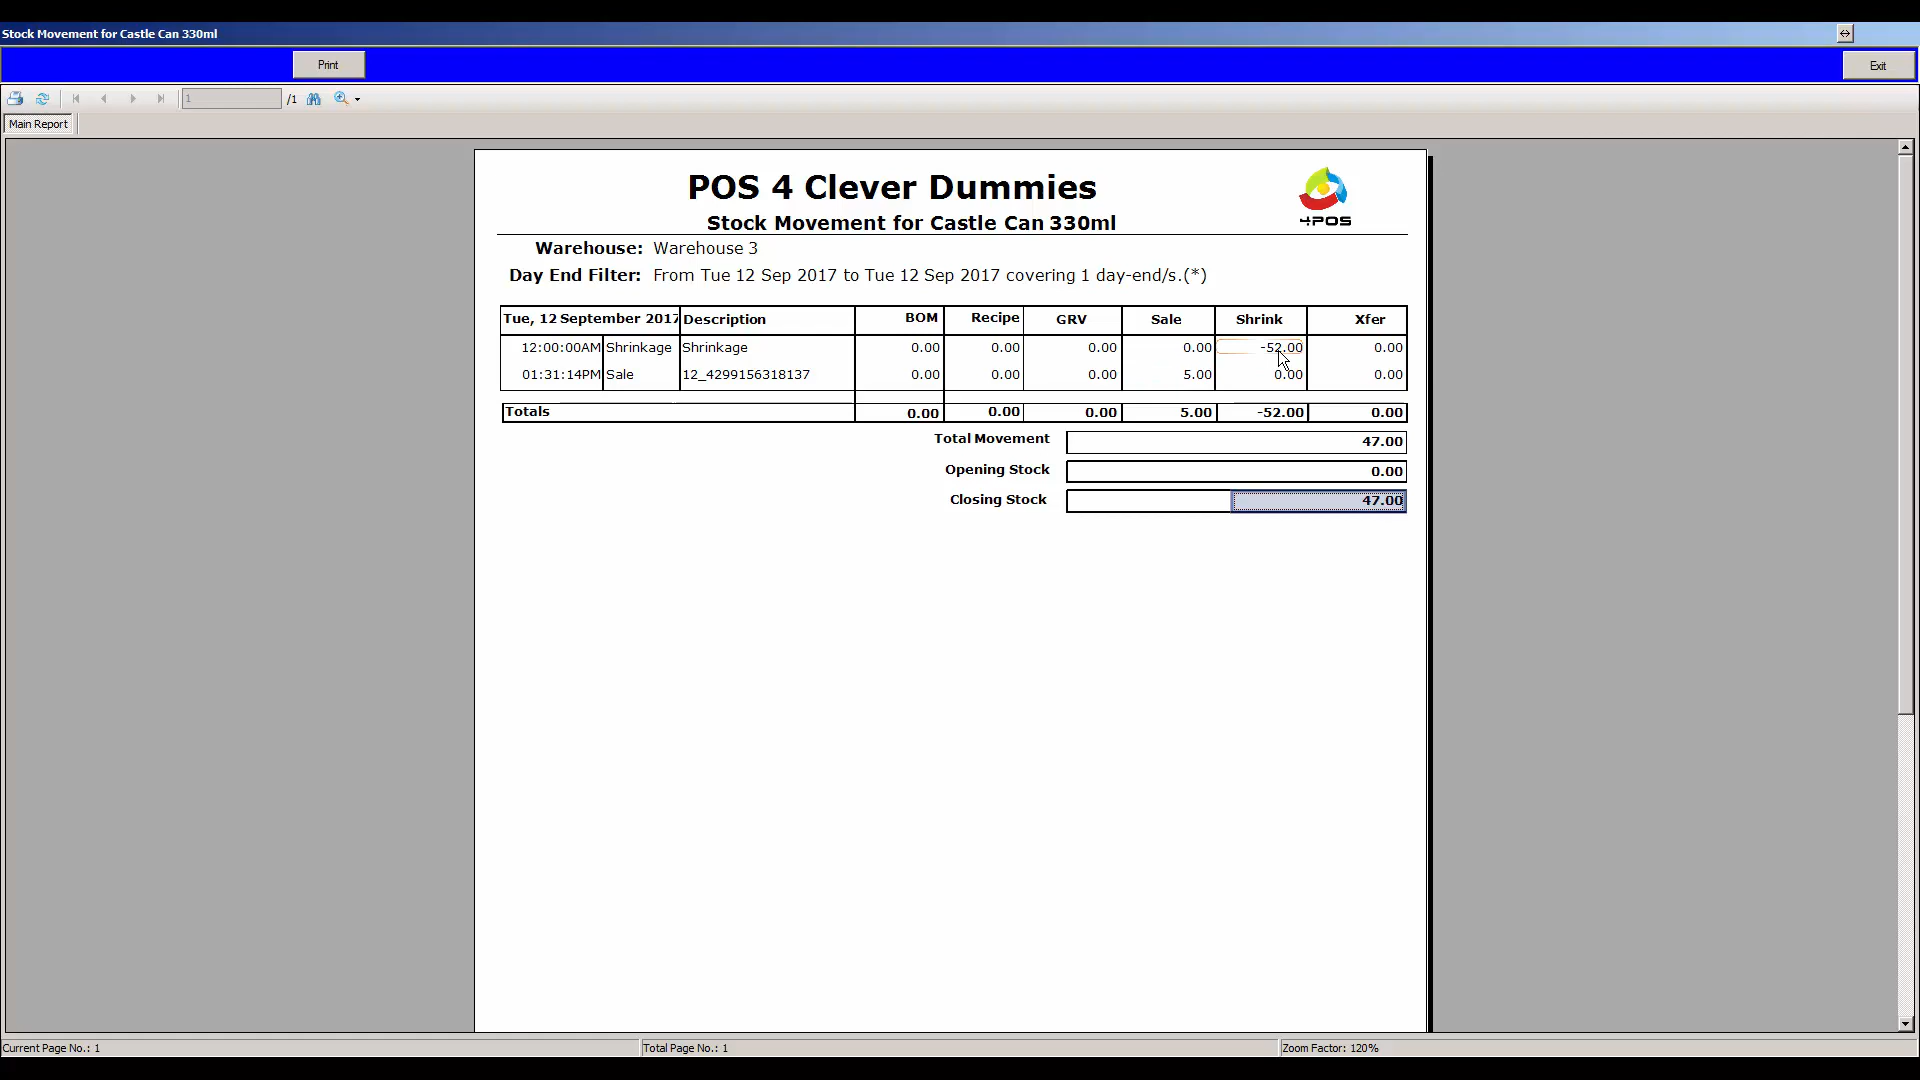 Stock Movement for Castle Can 330ml
Print
Exit
1 /1
Main Report
POS 4 Clever Dummies
4POS
Stock Movement for Castle Can 330ml
Warehouse: Warehouse 3
Day End Filter: From Tue 12 Sep 2017 to Tue 12 Sep 2017 covering 1 day-end/s.(*)
Tue, 12 September 2017 Description BOM Recipe GRV Sale Shrink Xfer
12:00:00AM Shrinkage Shrinkage 0.00 0.00 0.00 0.00 -52.00 0.00
01:31:14PM Sale 12_4299156318137 0.00 0.00 0.00 5.00 0.00 0.00
Totals 0.00 0.00 0.00 5.00 -52.00 0.00
Total Movement 47.00
Opening Stock 0.00
Closing Stock 47.00
Current Page No.: 1 Total Page No.: 1 Zoom Factor: 120%